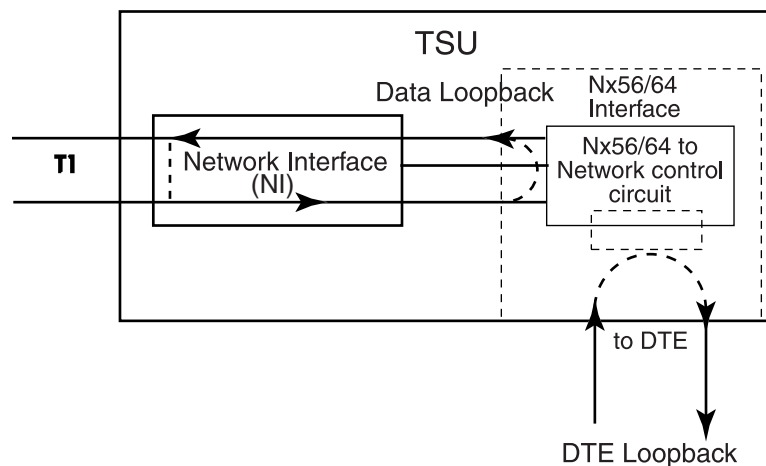 TSU
Data Loopback
Nx56/64
Interface
T1
Network Interface
(NI)
Nx56/64 to
Network control
circuit
to DTE
DTE Loopback